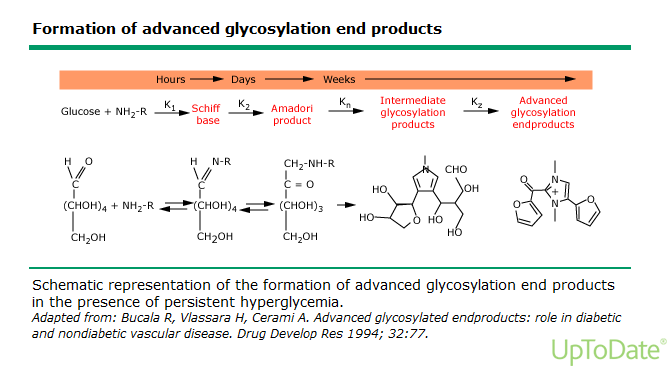 Formation of advanced glycosylation end products
Hours Days Weeks
Glucose + NH2-R K1 Schiff base K2 Amadori product Kn Intermediate glycosylation products Kz Advanced glycosylation endproducts
H O
C
(CHOH)4 + NH2-R
CH2OH
H N-R
C
(CHOH)4
CH2OH
CH2-NH-R
C = O
(CHOH)3
CH2OH
N
CHO
HO
OH
HO
O
HO
HO
O
N
+
N
O
O
Schematic representation of the formation of advanced glycosylation end products
in the presence of persistent hyperglycemia.
Adapted from: Bucala R, Vlassara H, Cerami A. Advanced glycosylated endproducts: role in diabetic
and nondiabetic vascular disease. Drug Develop Res 1994; 32:77.
UpToDate®